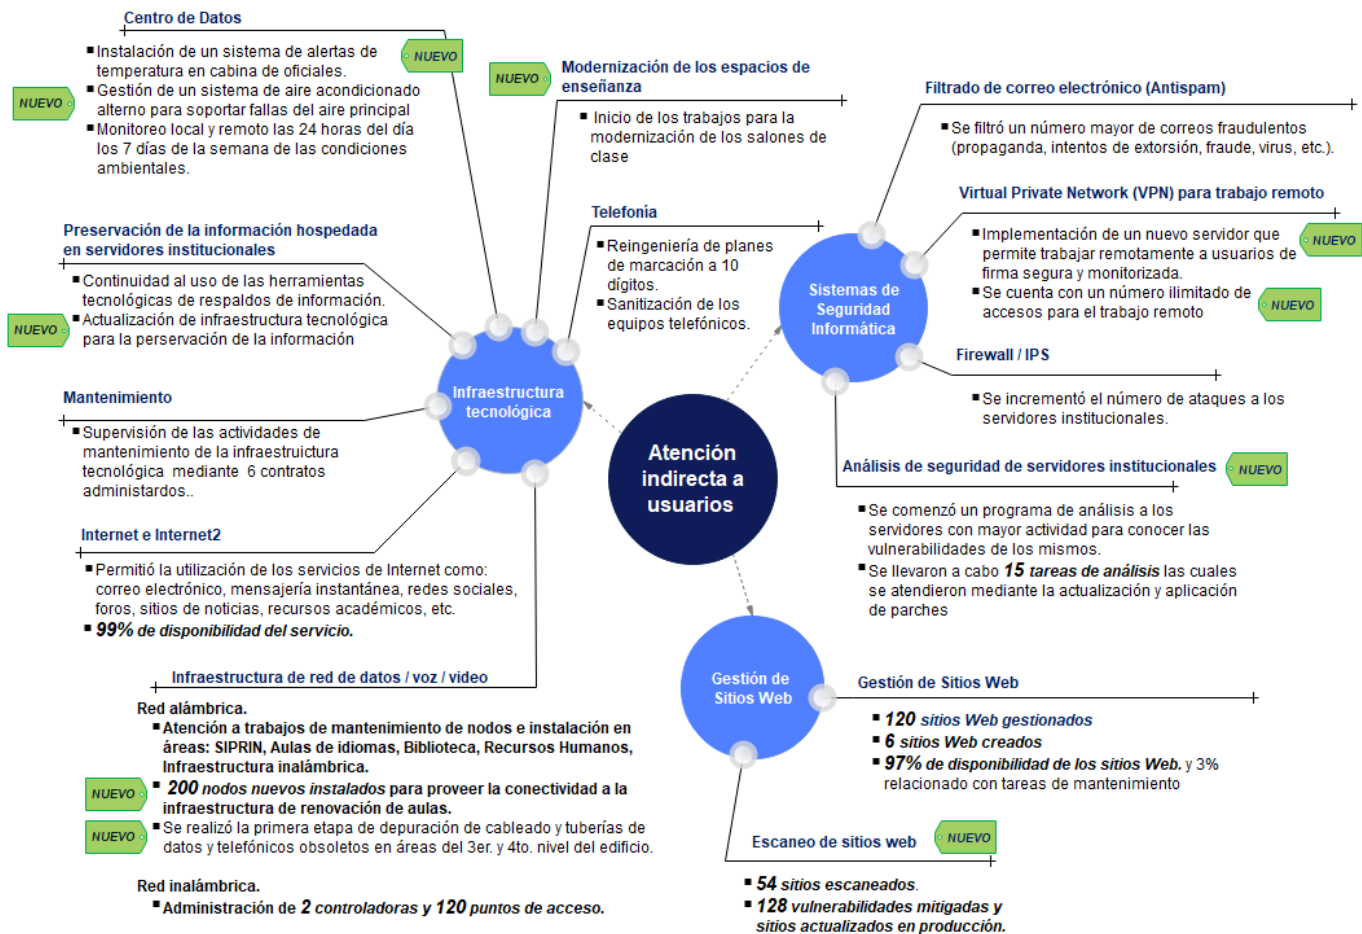 Centro de Datos
▪ Instalación de un sistema de alertas de
temperatura en cabina de oficiales.
NUEVO
▪ Gestión de un sistema de aire acondicionado
alterno para soportar fallas del aire principal
NUEVO
▪ Monitoreo local y remoto las 24 horas del día
los 7 días de la semana de las condiciones
ambientales.
Preservación de la información hospedada
en servidores institucionales
▪ Continuidad al uso de las herramientas
tecnológicas de respaldos de información.
▪ Actualización de infraestructura tecnológica
para la perservación de la información
NUEVO
Mantenimiento
▪ Supervisión de las actividades de
mantenimiento de la infraestruictura
tecnológica mediante 6 contratos
administardos..
Internet e Internet2
▪ Permitió la utilización de los servicios de Internet como:
correo electrónico, mensajería instantánea, redes sociales,
foros, sitios de noticias, recursos académicos, etc.
▪ 99% de disponibilidad del servicio.
Infraestructura de red de datos / voz / video
Red alámbrica.
▪ Atención a trabajos de mantenimiento de nodos e instalación en
áreas: SIPRIN, Aulas de idiomas, Biblioteca, Recursos Humanos,
Infraestructura inalámbrica.
NUEVO
▪ 200 nodos nuevos instalados para proveer la conectividad a la
infraestructura de renovación de aulas.
NUEVO
▪ Se realizó la primera etapa de depuración de cableado y tuberías de
datos y telefónicos obsoletos en áreas del 3er. y 4to. nivel del edificio.
Red inalámbrica.
▪ Administración de 2 controladoras y 120 puntos de acceso.
NUEVO
Modernización de los espacios de
enseñanza
▪ Inicio de los trabajos para la
modernización de los salones de
clase
Telefonía
▪ Reingeniería de planes
de marcación a 10
dígitos.
▪ Sanitización de los
equipos telefónicos.
Infraestructura
tecnológica
Atención
indirecta a
usuarios
Sistemas de
Seguridad
Informática
Filtrado de correo electrónico (Antispam)
▪ Se filtró un número mayor de correos fraudulentos
(propaganda, intentos de extorsión, fraude, virus, etc.).
Virtual Private Network (VPN) para trabajo remoto
▪ Implementación de un nuevo servidor que
permite trabajar remotamente a usuarios de
firma segura y monitorizada.
NUEVO
▪ Se cuenta con un número ilimitado de
accesos para el trabajo remoto
NUEVO
Firewall / IPS
▪ Se incrementó el número de ataques a los
servidores institucionales.
Análisis de seguridad de servidores institucionales
NUEVO
▪ Se comenzó un programa de análisis a los
servidores con mayor actividad para conocer las
vulnerabilidades de los mismos.
▪ Se llevaron a cabo 15 tareas de análisis las cuales
se atendieron mediante la actualización y aplicación
de parches
Gestión de
Sitios Web
Gestión de Sitios Web
▪ 120 sitios Web gestionados
▪ 6 sitios Web creados
▪ 97% de disponibilidad de los sitios Web. y 3%
relacionado con tareas de mantenimiento
Escaneo de sitios web
NUEVO
▪ 54 sitios escaneados.
▪ 128 vulnerabilidades mitigadas y
sitios actualizados en producción.